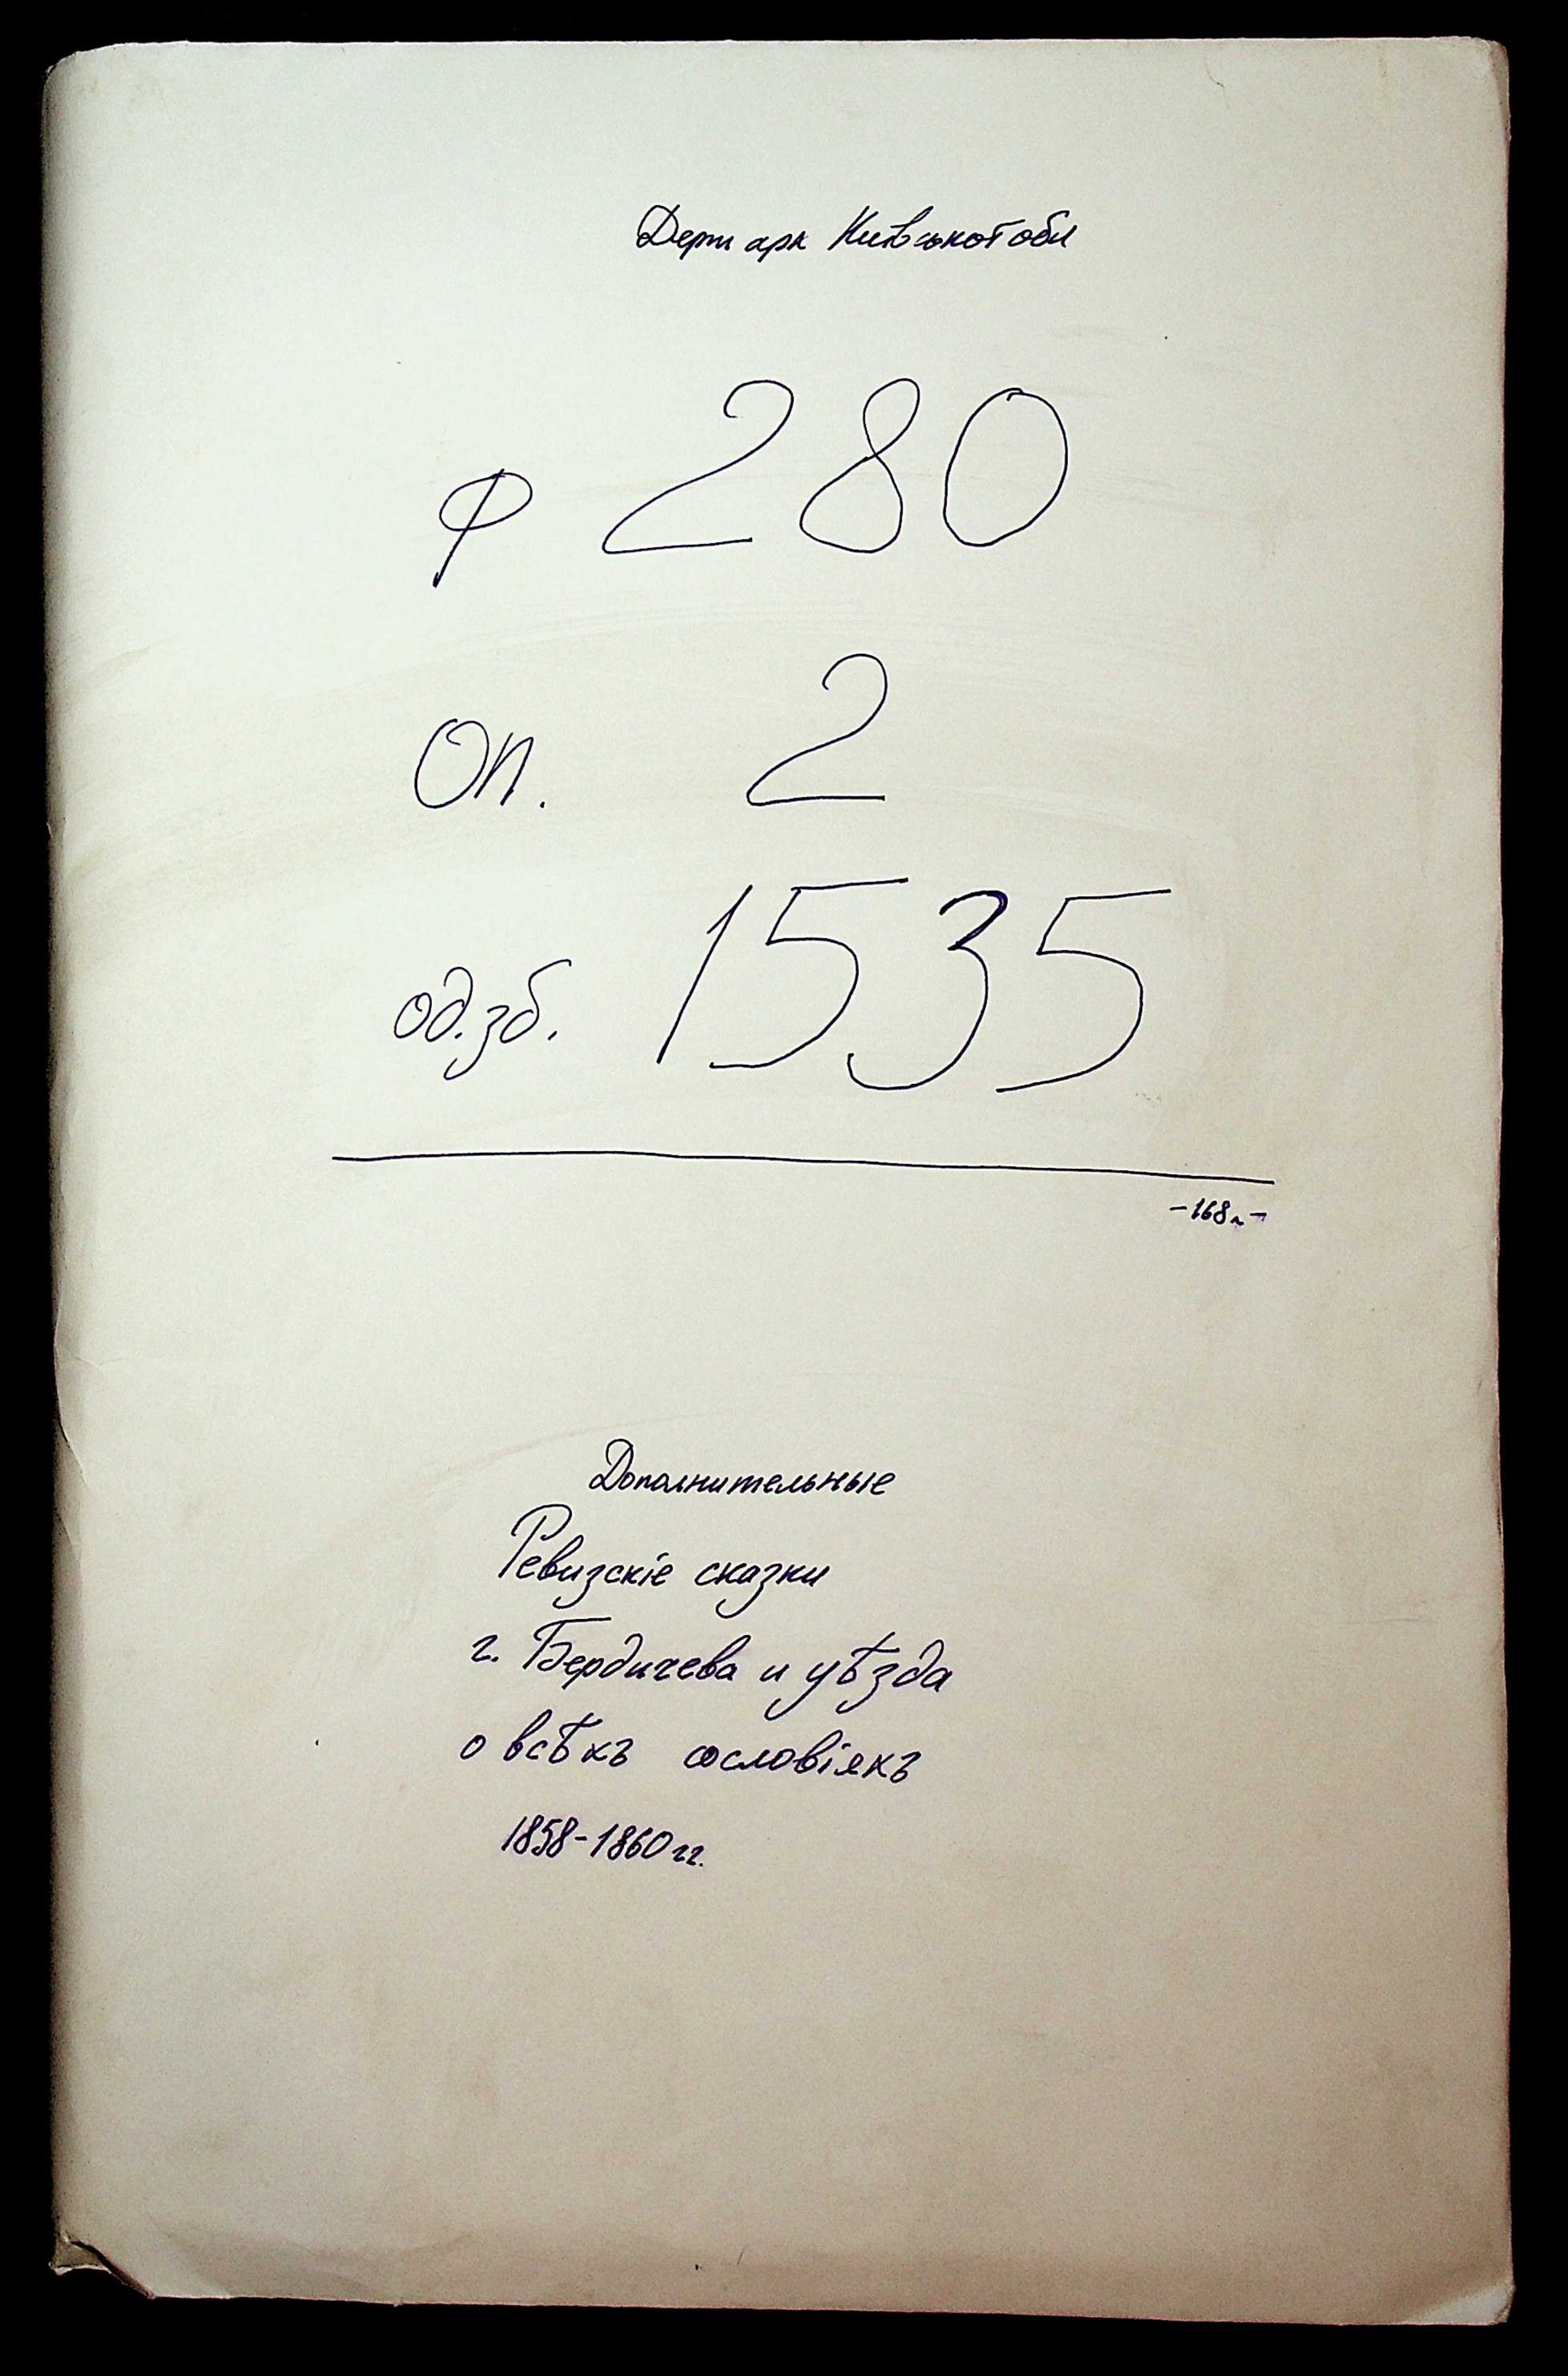 Держ арх Київської обл
Ф 280
Оп. 2
од.зб. 1535
-168л-
Дополнительные
Ревизскіе сказки
г. Бердичева и уѣзда
о всѣхъ сословіяхъ
1858-1860 гг.